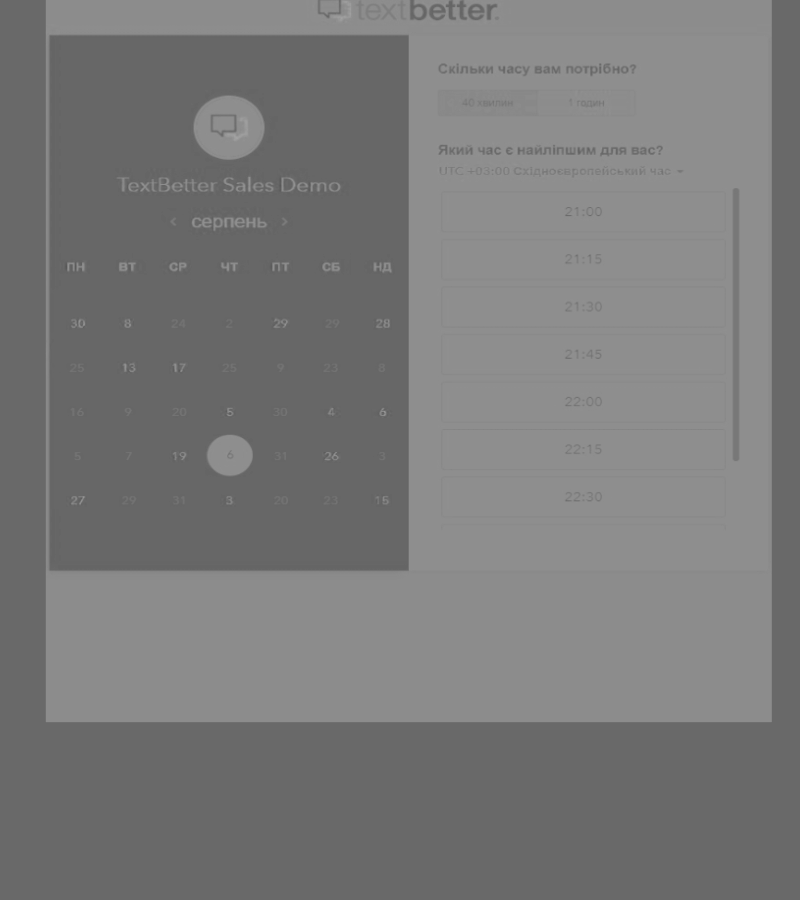 textbetter.
TextBetter Sales Demo
‹ серпень ›
ПН ВТ СР ЧТ ПТ СБ НД
30 8 24 2 29 29 28
25 13 17 25 9 23 8
16 9 20 5 30 4 6
5 7 19 6 31 26 3
27 29 31 3 20 23 15
Скільки часу вам потрібно?
40 хвилин 1 годин
Який час є найліпшим для вас?
UTC +03:00 Східноєвропейський час
21:00
21:15
21:30
21:45
22:00
22:15
22:30